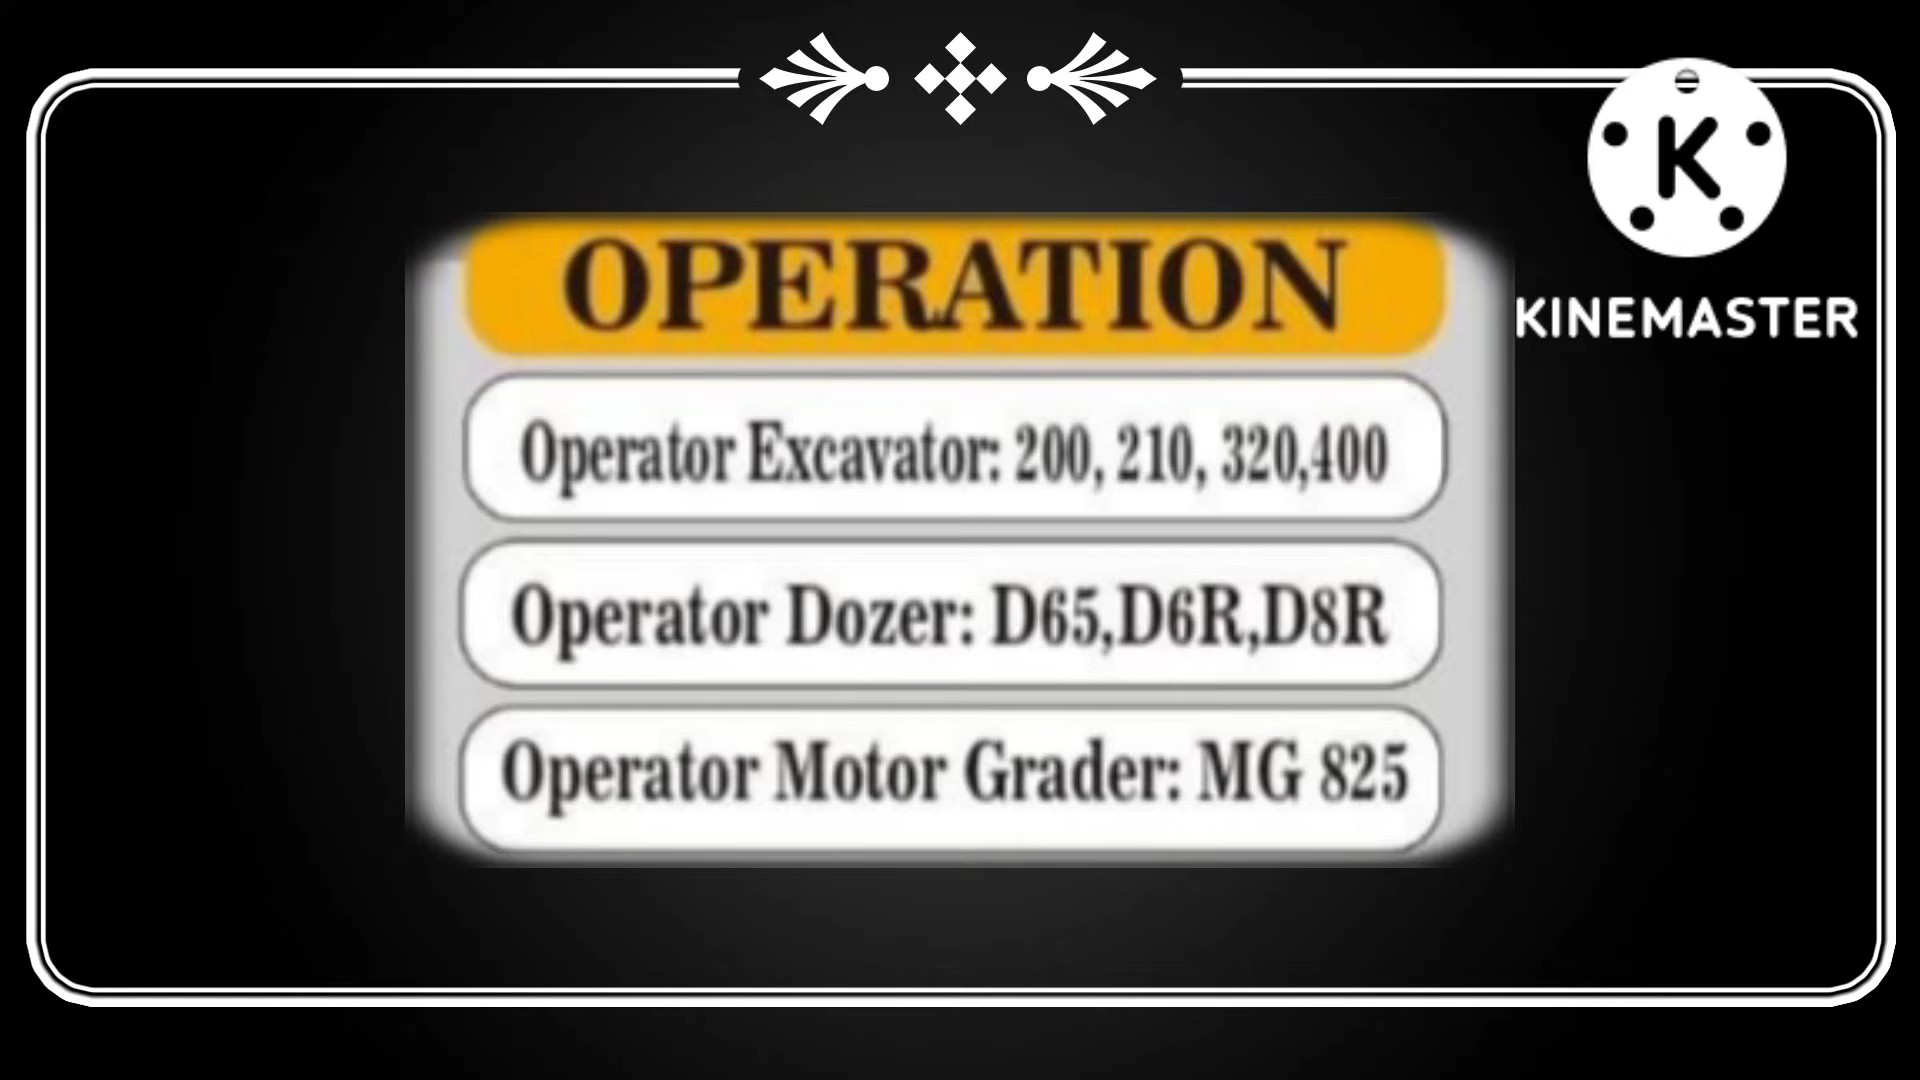 K
KINEMASTER
OPERATION
Operator Excavator: 200, 210, 320,400
Operator Dozer: D65,D6R,D8R
Operator Motor Grader: MG 825